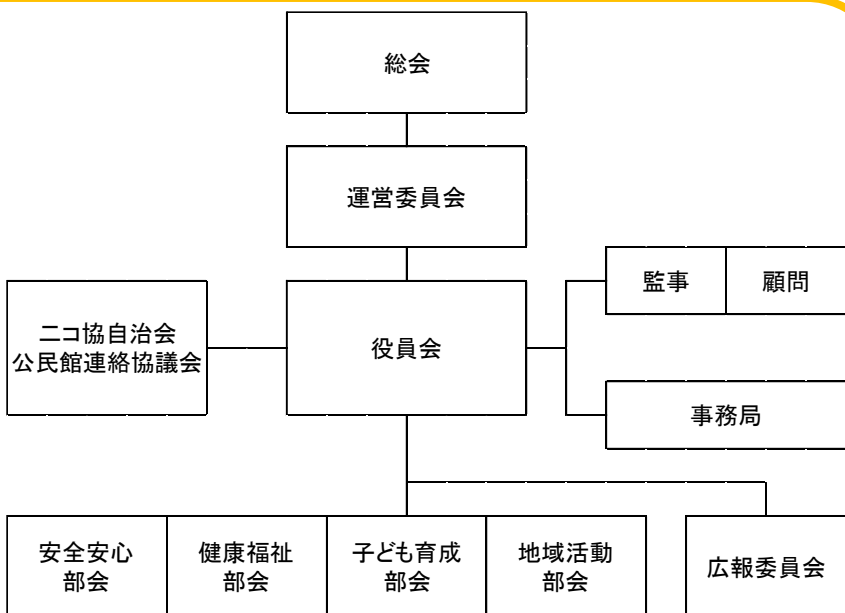 総会
運営委員会
監事
顧問
二コ協自治会
公民館連絡協議会
役員会
事務局
安全安心
部会
健康福祉
部会
子ども育成
部会
地域活動
部会
広報委員会